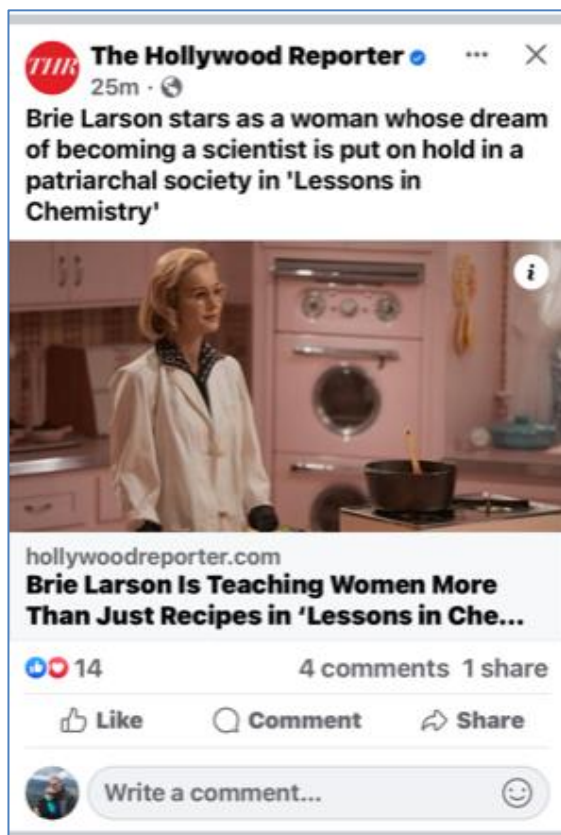 THR The Hollywood Reporter
25m ·
Brie Larson stars as a woman whose dream
of becoming a scientist is put on hold in a
patriarchal society in 'Lessons in
Chemistry'
i
hollywoodreporter.com
Brie Larson Is Teaching Women More
Than Just Recipes in ‘Lessons in Che...
14 4 comments 1 share
Like Comment Share
Write a comment...